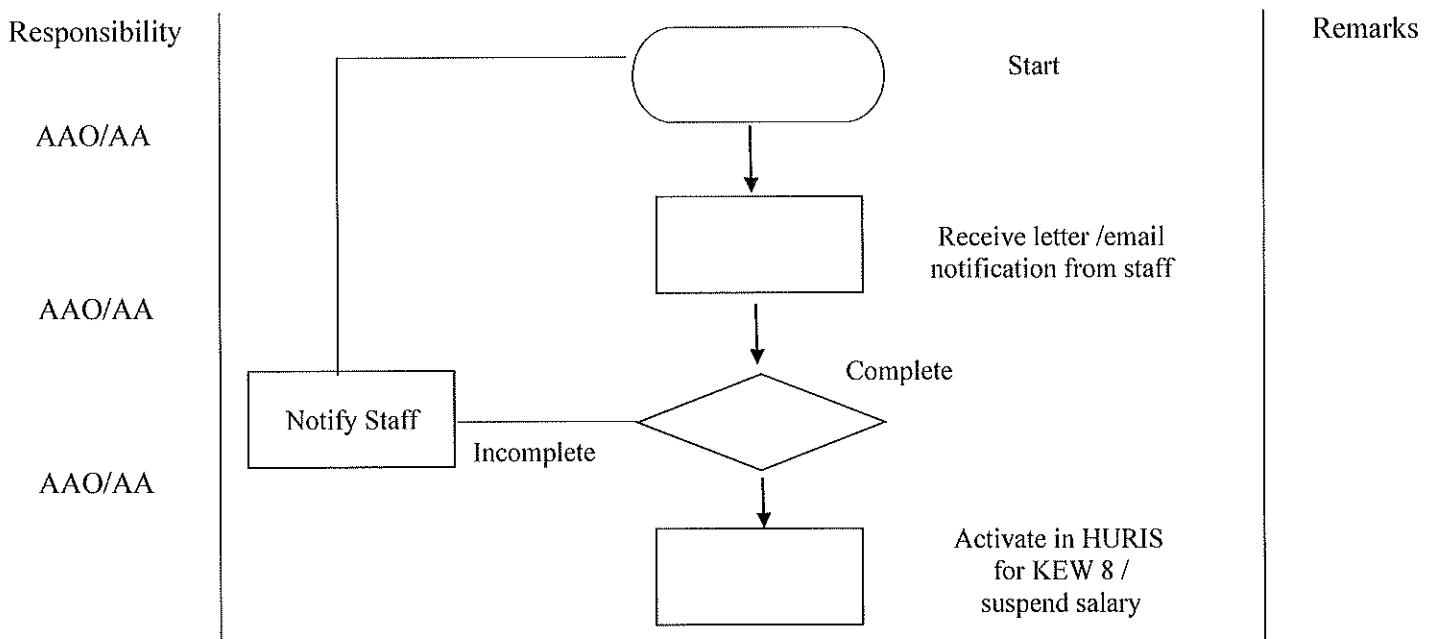 Responsibility
Remarks
Start
AAO/AA
Receive letter /email
notification from staff
AAO/AA
Complete
Notify Staff
Incomplete
AAO/AA
Activate in HURIS
for KEW 8 /
suspend salary